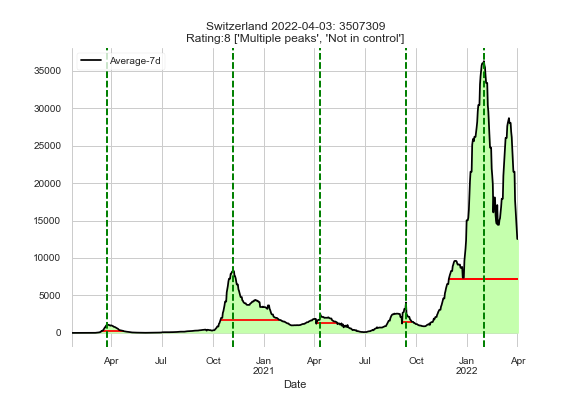 Switzerland 2022-04-03: 3507309
Rating:8 ['Multiple peaks', 'Not in control']
Average-7d
35000
30000
25000
20000
15000
10000
5000
0
Apr Jul Oct Jan Apr Jul Oct Jan Apr
2021 2022
Date